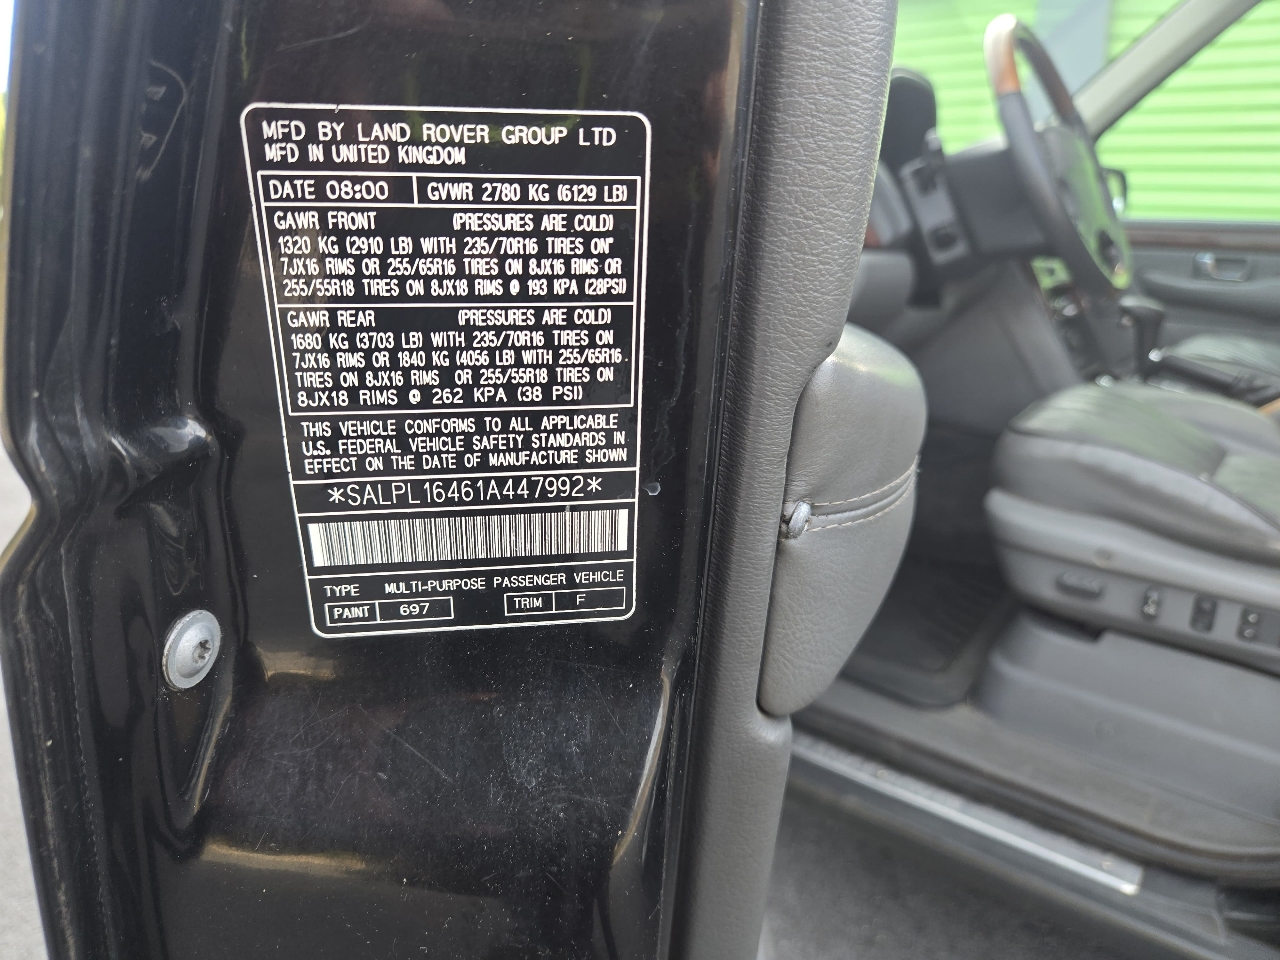 MFD BY LAND ROVER GROUP LTD
MFD IN UNITED KINGDOM
DATE 08:00 GVWR 2780 KG (6129 LB)
GAWR FRONT (PRESSURES ARE COLD)
1320 KG (2910 LB) WITH 235/70R16 TIRES ON
7JX16 RIMS OR 255/65R16 TIRES ON 8JX16 RIMS OR
255/55R18 TIRES ON 8JX18 RIMS @ 193 KPA (28PSI)
GAWR REAR (PRESSURES ARE COLD)
1680 KG (3703 LB) WITH 235/70R16 TIRES ON
7JX16 RIMS OR 1840 KG (4056 LB) WITH 255/65R16
TIRES ON 8JX16 RIMS OR 255/55R18 TIRES ON
8JX18 RIMS @ 262 KPA (38 PSI)
THIS VEHICLE CONFORMS TO ALL APPLICABLE
U.S. FEDERAL VEHICLE SAFETY STANDARDS IN
EFFECT ON THE DATE OF MANUFACTURE SHOWN
*SALPL16461A447992*
TYPE MULTI-PURPOSE PASSENGER VEHICLE
PAINT 697 TRIM F